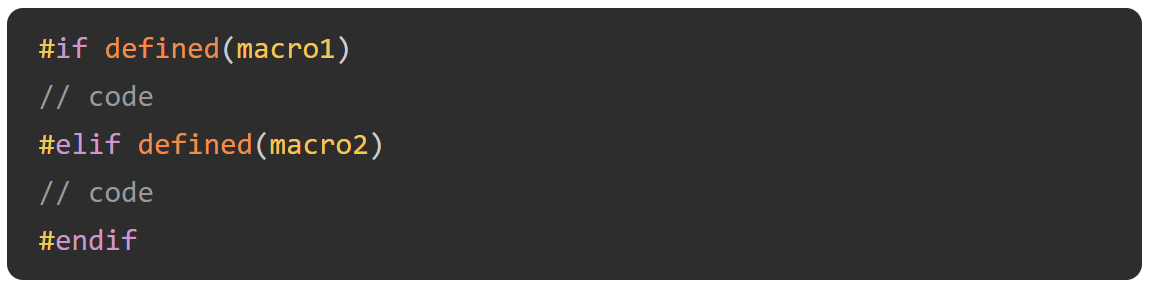 #if defined(macro1)
// code
#elif defined(macro2)
// code
#endif